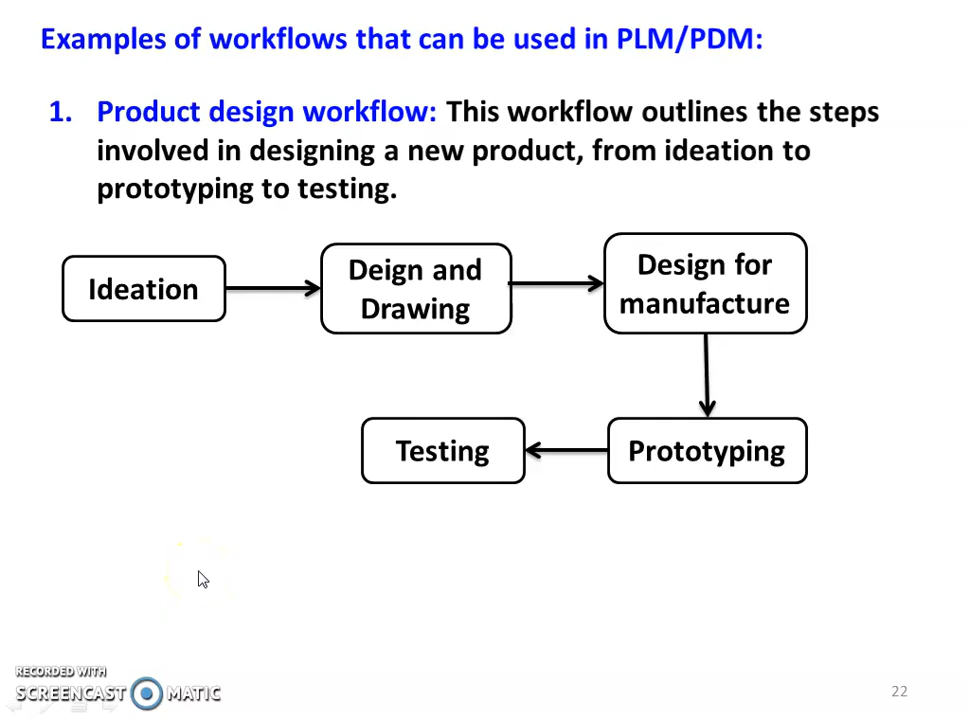 Examples of workflows that can be used in PLM/PDM:
1. Product design workflow: This workflow outlines the steps
involved in designing a new product, from ideation to
prototyping to testing.
Ideation
Deign and
Drawing
Design for
manufacture
Prototyping
Testing
RECORDED WITH
SCREENCAST MATIC
22